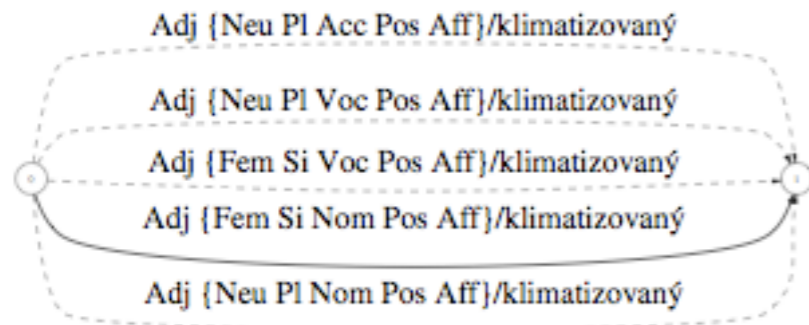 Adj {Neu Pl Acc Pos Aff}/klimatizovaný
Adj {Neu Pl Voc Pos Aff}/klimatizovaný
Adj {Fem Si Voc Pos Aff}/klimatizovaný
Adj {Fem Si Nom Pos Aff}/klimatizovaný
Adj {Neu Pl Nom Pos Aff}/klimatizovaný